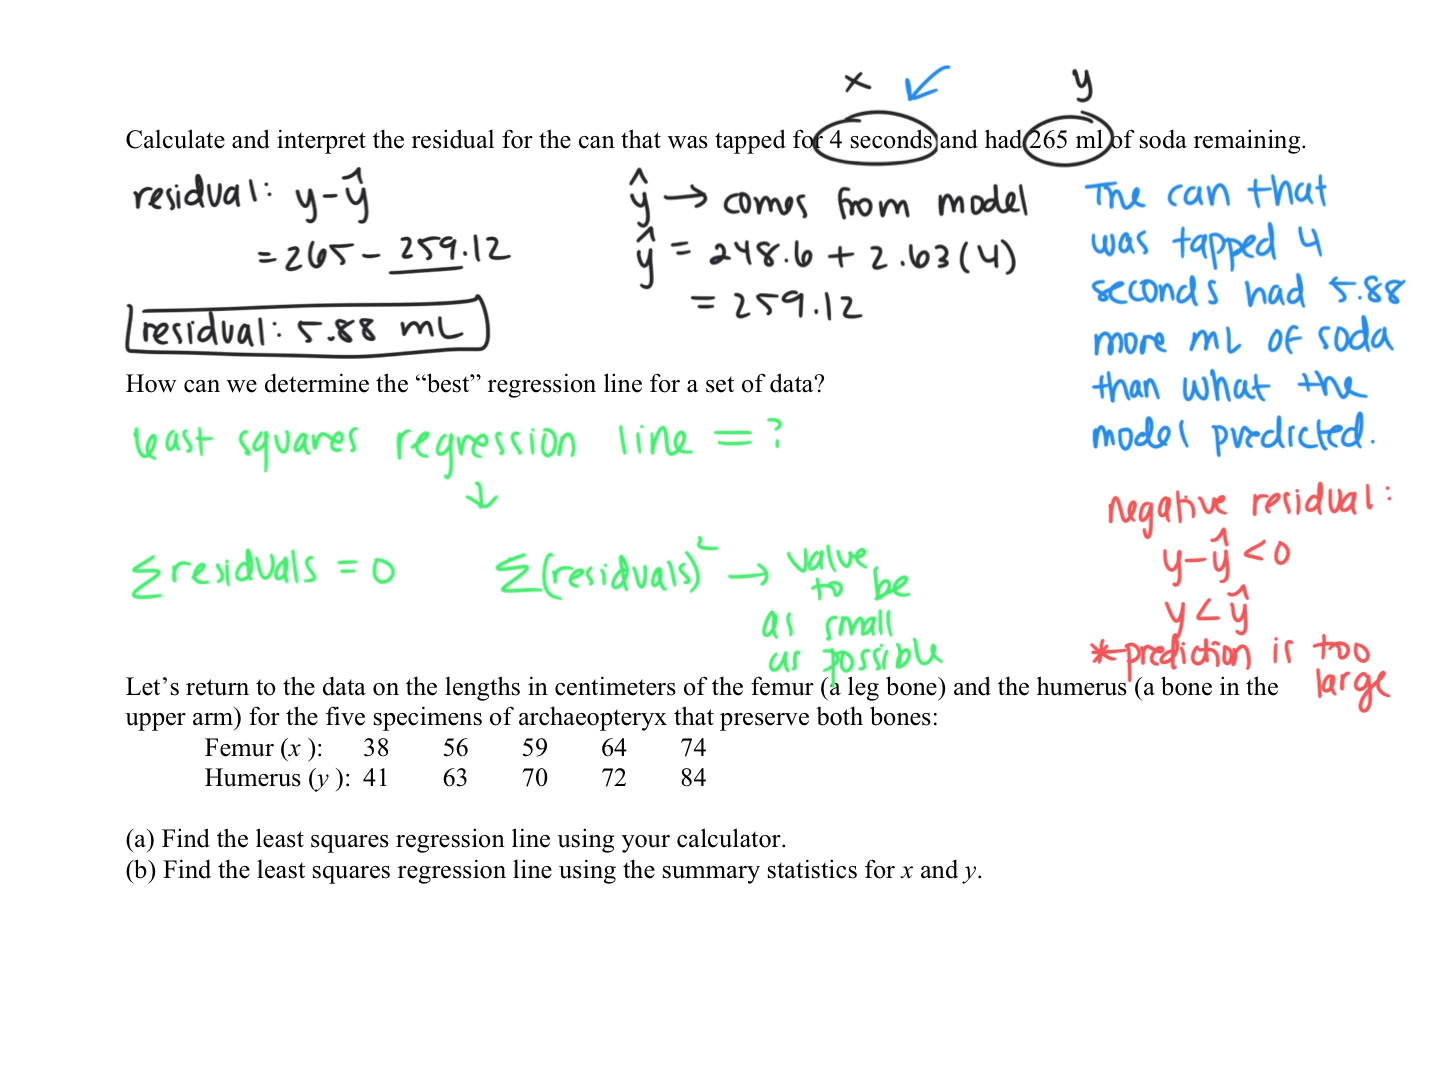 x y
Calculate and interpret the residual for the can that was tapped for 4 seconds and had 265 ml of soda remaining.
residual: y-ŷ
= 265 - 259.12
residual: 5.88 mL
ŷ → comes from model
ŷ = 248.6 + 2.63(4)
= 259.12
The can that
was tapped 4
seconds had 5.88
more mL of soda
than what the
model predicted.
How can we determine the “best” regression line for a set of data?
least squares regression line = ?
↓
Σresiduals = 0
Σ(residuals)² → value
to be
as small
as possible
negative residual:
y-ŷ < 0
y < ŷ
*prediction is too
large
Let’s return to the data on the lengths in centimeters of the femur (a leg bone) and the humerus (a bone in the
upper arm) for the five specimens of archaeopteryx that preserve both bones:
Femur (x ): 38 56 59 64 74
Humerus (y ): 41 63 70 72 84
(a) Find the least squares regression line using your calculator.
(b) Find the least squares regression line using the summary statistics for x and y.